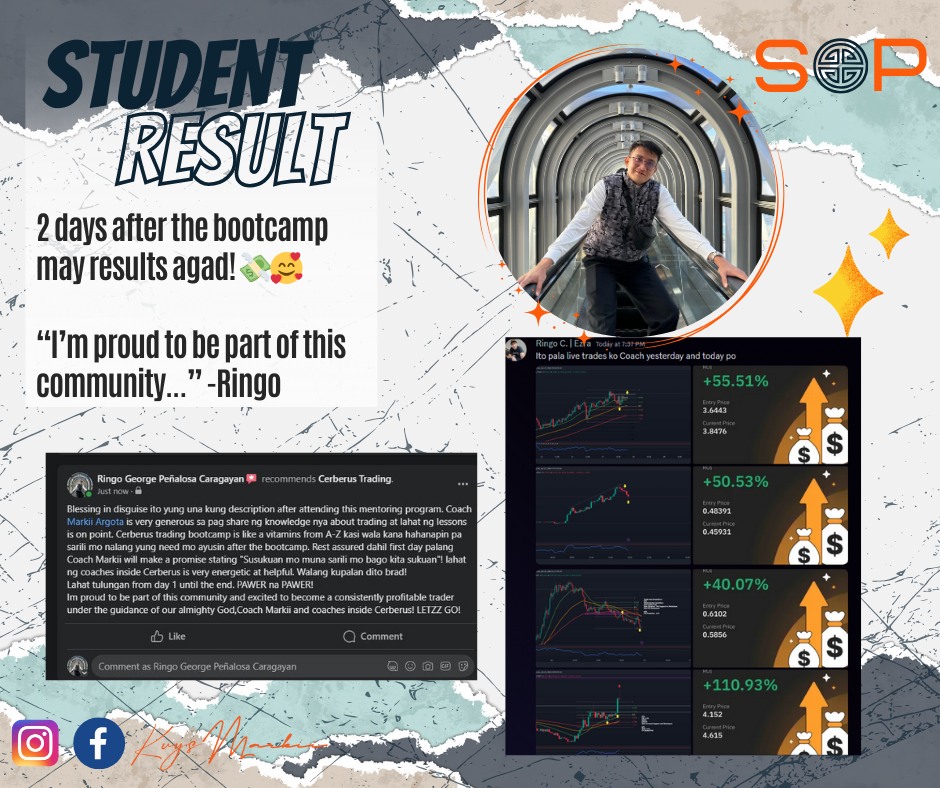 STUDENT
RESULT
S P
2 days after the bootcamp
may results agad! 💸🥰
“I'm proud to be part of this
community...” -Ringo
Ringo George Peñalosa Caragayan recommends Cerberus Trading.
Just now
Blessing in disguise ito yung una kung description after attending this mentoring program. Coach
Markii Argota is very generous sa pag share ng knowledge nya about trading at lahat ng lessons
is on point. Cerberus trading bootcamp is like a vitamins from A-Z kasi wala kana hahanapin pa
sarili mo nalang yung need mo ayusin after the bootcamp. Rest assured dahil first day palang
Coach Markii will make a promise stating "Susukuan mo muna sarili mo bago kita sukuan"! lahat
ng coaches inside Cerberus is very energetic at helpful. Walang kupalan dito brad!
Lahat tulungan from day 1 until the end. PAWER na PAWER!
Im proud to be part of this community and excited to become a consistently profitable trader
under the guidance of our almighty God,Coach Markii and coaches inside Cerberus! LETZZ GO!
Like
Comment
Comment as Ringo George Peñalosa Caragayan
GIF
Ringo C. | Ezra Today at 7:37 PM
Ito pala live trades ko Coach yesterday and today po
+55.51%
Entry Price
3.6443
Current Price
3.8476
$ $
+50.53%
Entry Price
0.48391
Current Price
0.45931
$ $
+40.07%
Entry Price
0.6102
Current Price
0.5856
$ $
+110.93%
Entry Price
4.152
Current Price
4.615
$ $